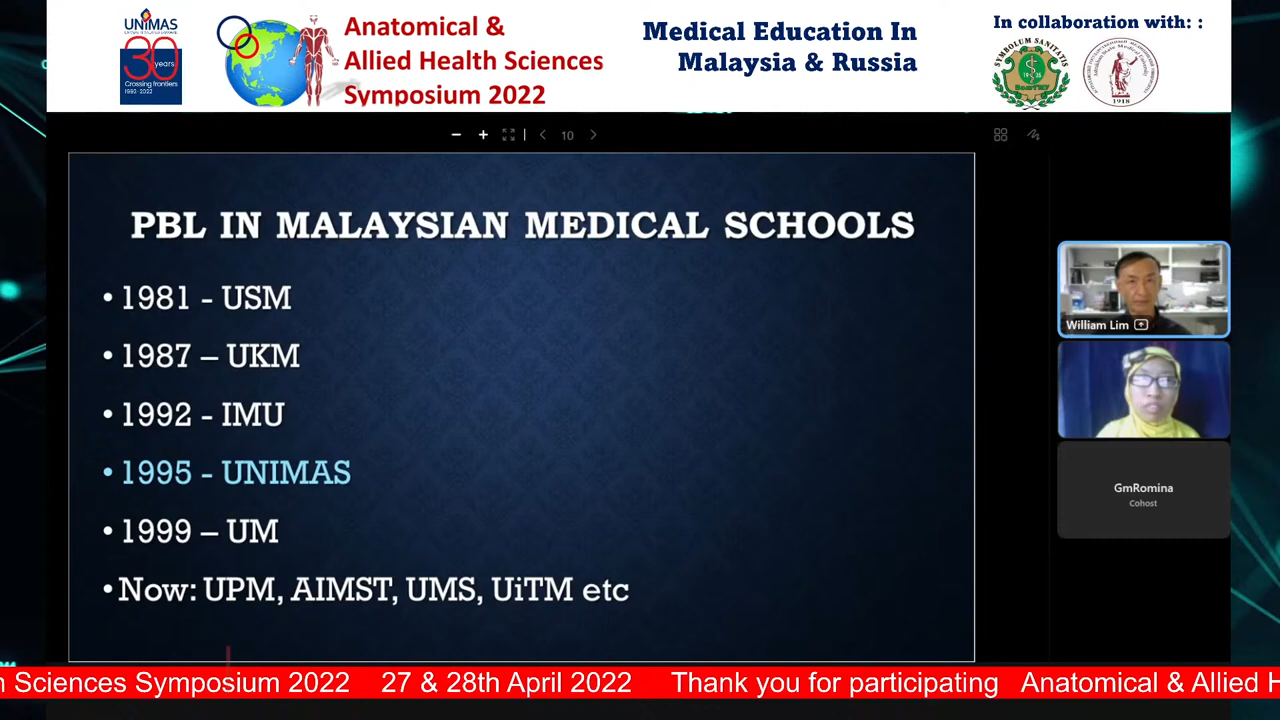 UNIMAS
30 years
Crossing frontiers
1992-2022
Anatomical &
Allied Health Sciences
Symposium 2022
Medical Education In
Malaysia & Russia
In collaboration with: :
SYMBOLUM SANITATIS
1935
1918
10
PBL IN MALAYSIAN MEDICAL SCHOOLS
• 1981 - USM
• 1987 – UKM
• 1992 - IMU
• 1995 - UNIMAS
• 1999 – UM
• Now: UPM, AIMST, UMS, UiTM etc
William Lim
GmRomina
Cohost
n Sciences Symposium 2022 27 & 28th April 2022 Thank you for participating Anatomical & Allied H